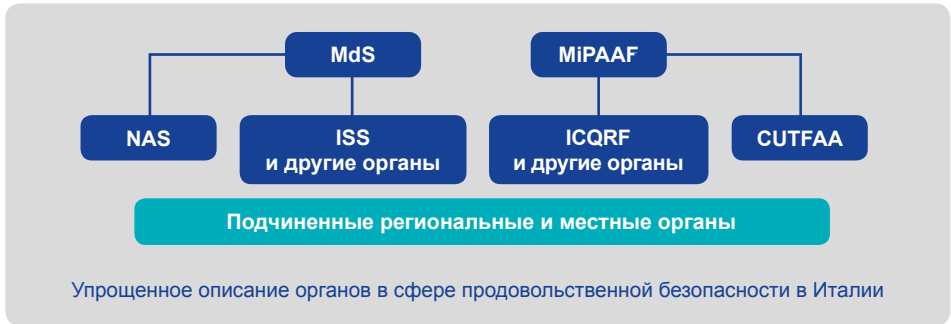 MdS
MiPAAF
NAS
ISS
и другие органы
ICQRF
и другие органы
CUTFAA
Подчиненные региональные и местные органы
Упрощенное описание органов в сфере продовольственной безопасности в Италии